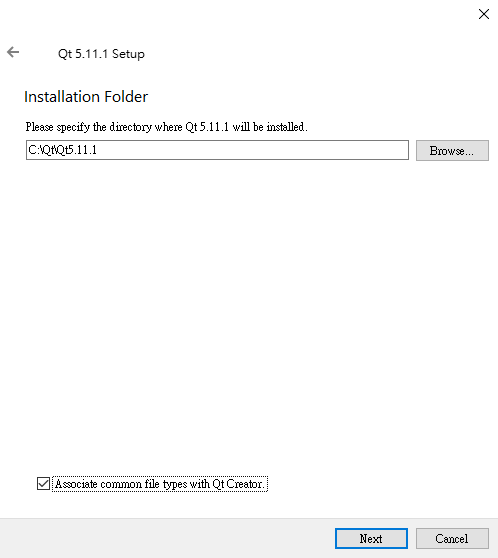 Qt 5.11.1 Setup
Installation Folder
Please specify the directory where Qt 5.11.1 will be installed.
C:\Qt\Qt5.11.1
Browse...
Associate common file types with Qt Creator.
Next
Cancel